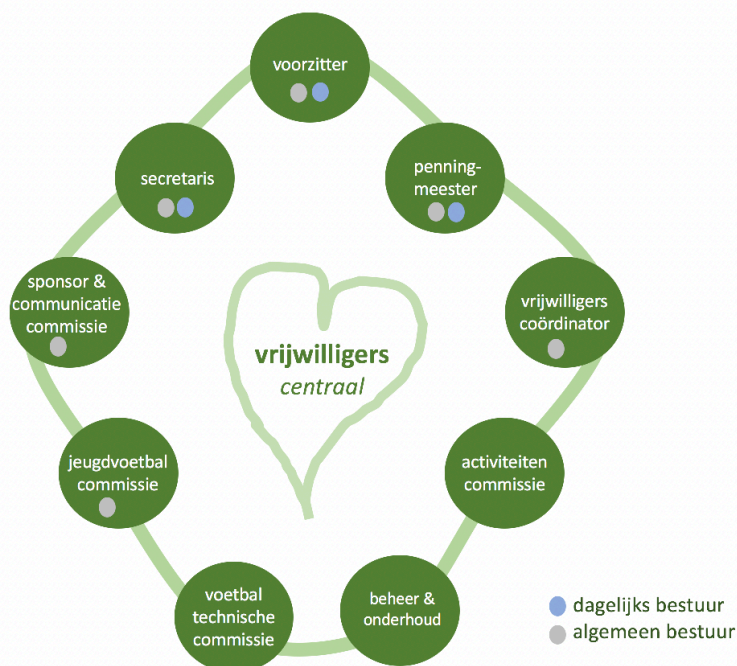 voorzitter
secretaris
penning-
meester
sponsor &
communicatie
commissie
vrijwilligers
coördinator
vrijwilligers
centraal
jeugdvoetbal
commissie
activiteiten
commissie
voetbal
technische
commissie
beheer &
onderhoud
dagelijks bestuur
algemeen bestuur